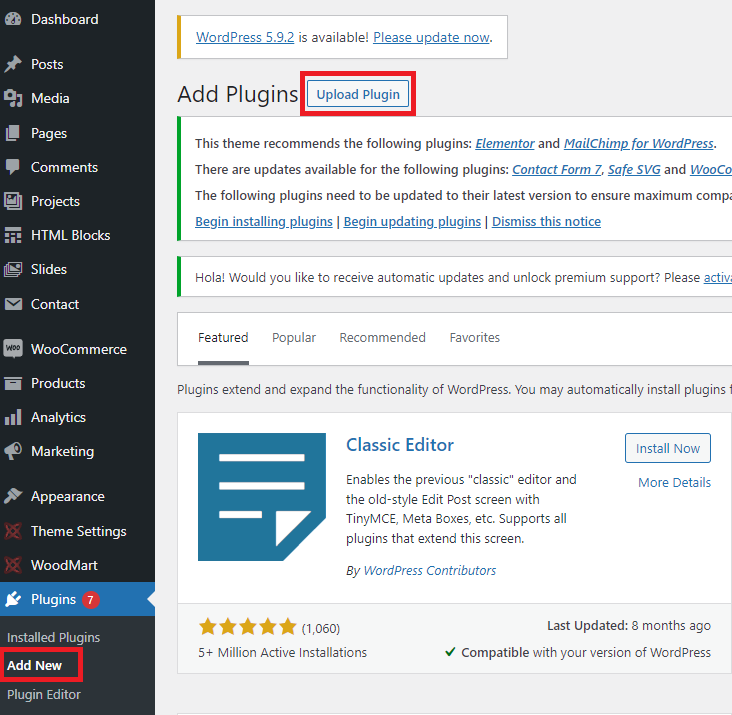 Dashboard
Posts
Media
Pages
Comments
Projects
HTML Blocks
Slides
Contact
WooCommerce
Products
Analytics
Marketing
Appearance
Theme Settings
WoodMart
Plugins 7
Installed Plugins
Add New
Plugin Editor
WordPress 5.9.2 is available! Please update now.
Add Plugins Upload Plugin
This theme recommends the following plugins: Elementor and MailChimp for WordPress.
There are updates available for the following plugins: Contact Form 7, Safe SVG and WooCo
The following plugins need to be updated to their latest version to ensure maximum compa
Begin installing plugins | Begin updating plugins | Dismiss this notice
Hola! Would you like to receive automatic updates and unlock premium support? Please activa
Featured Popular Recommended Favorites
Plugins extend and expand the functionality of WordPress. You may automatically install plugins f
Classic Editor
Install Now
More Details
Enables the previous "classic" editor and
the old-style Edit Post screen with
TinyMCE, Meta Boxes, etc. Supports all
plugins that extend this screen.
By WordPress Contributors
(1,060)
5+ Million Active Installations
Last Updated: 8 months ago
Compatible with your version of WordPress